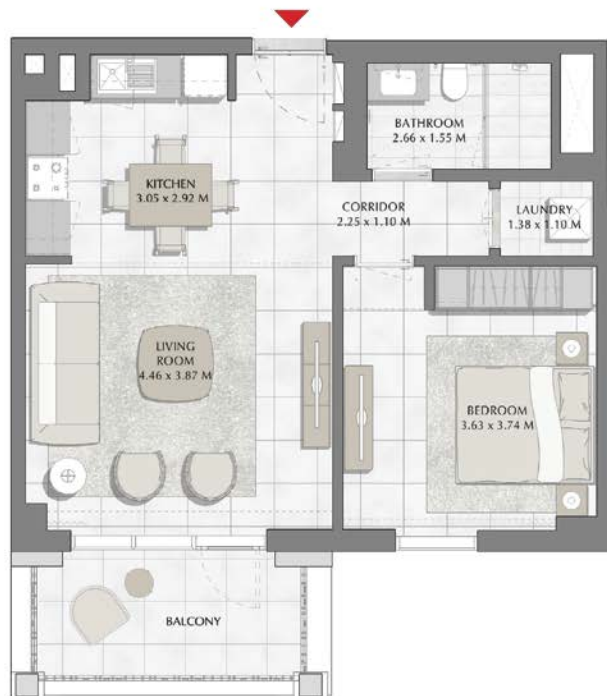 BATHROOM
2.66 x 1.55 M
KITCHEN
3.05 x 2.92 M
CORRIDOR
2.25 x 1.10 M
LAUNDRY
1.38 x 1.10 M
LIVING
ROOM
4.46 x 3.87 M
BEDROOM
3.63 x 3.74 M
BALCONY